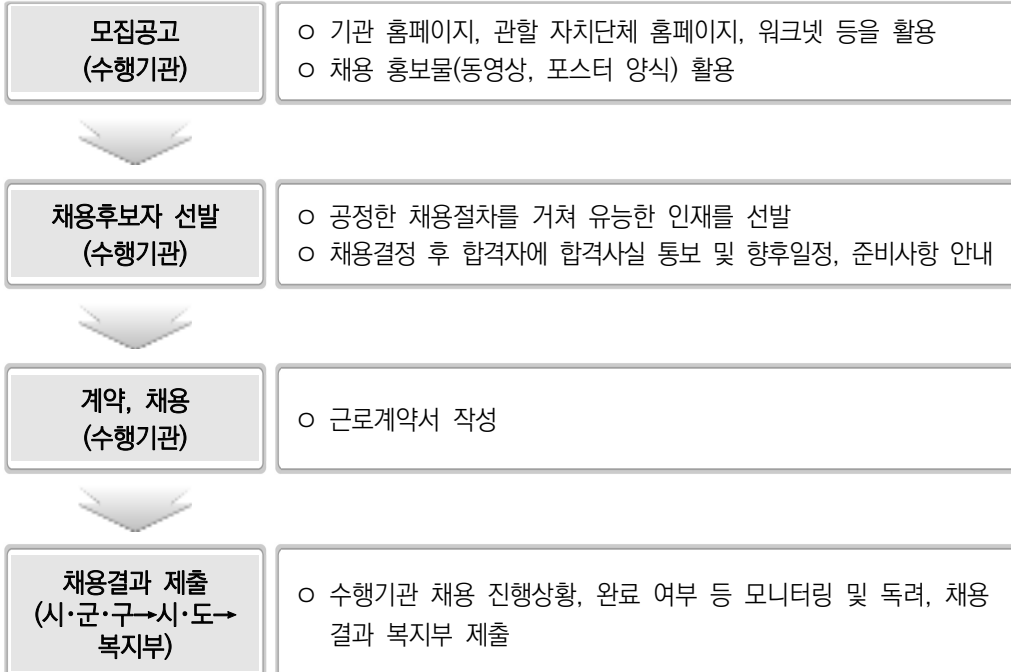 모집공고
(수행기관)
ㅇ 기관 홈페이지, 관할 자치단체 홈페이지, 워크넷 등을 활용
ㅇ 채용 홍보물(동영상, 포스터 양식) 활용
채용후보자 선발
(수행기관)
ㅇ 공정한 채용절차를 거쳐 유능한 인재를 선발
ㅇ 채용결정 후 합격자에 합격사실 통보 및 향후일정, 준비사항 안내
계약, 채용
(수행기관)
ㅇ 근로계약서 작성
채용결과 제출
(시·군·구→시·도→
복지부)
ㅇ 수행기관 채용 진행상황, 완료 여부 등 모니터링 및 독려, 채용
결과 복지부 제출